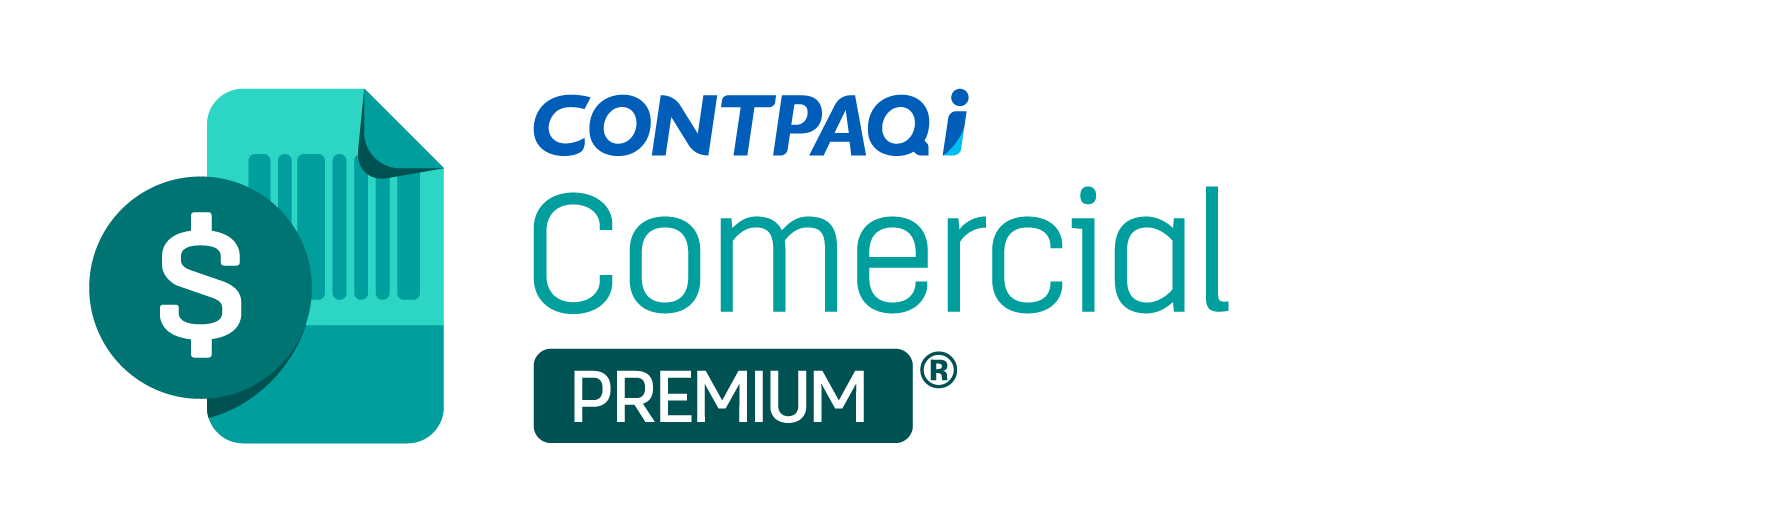 $
CONTPAQi
Comercial
PREMIUM®